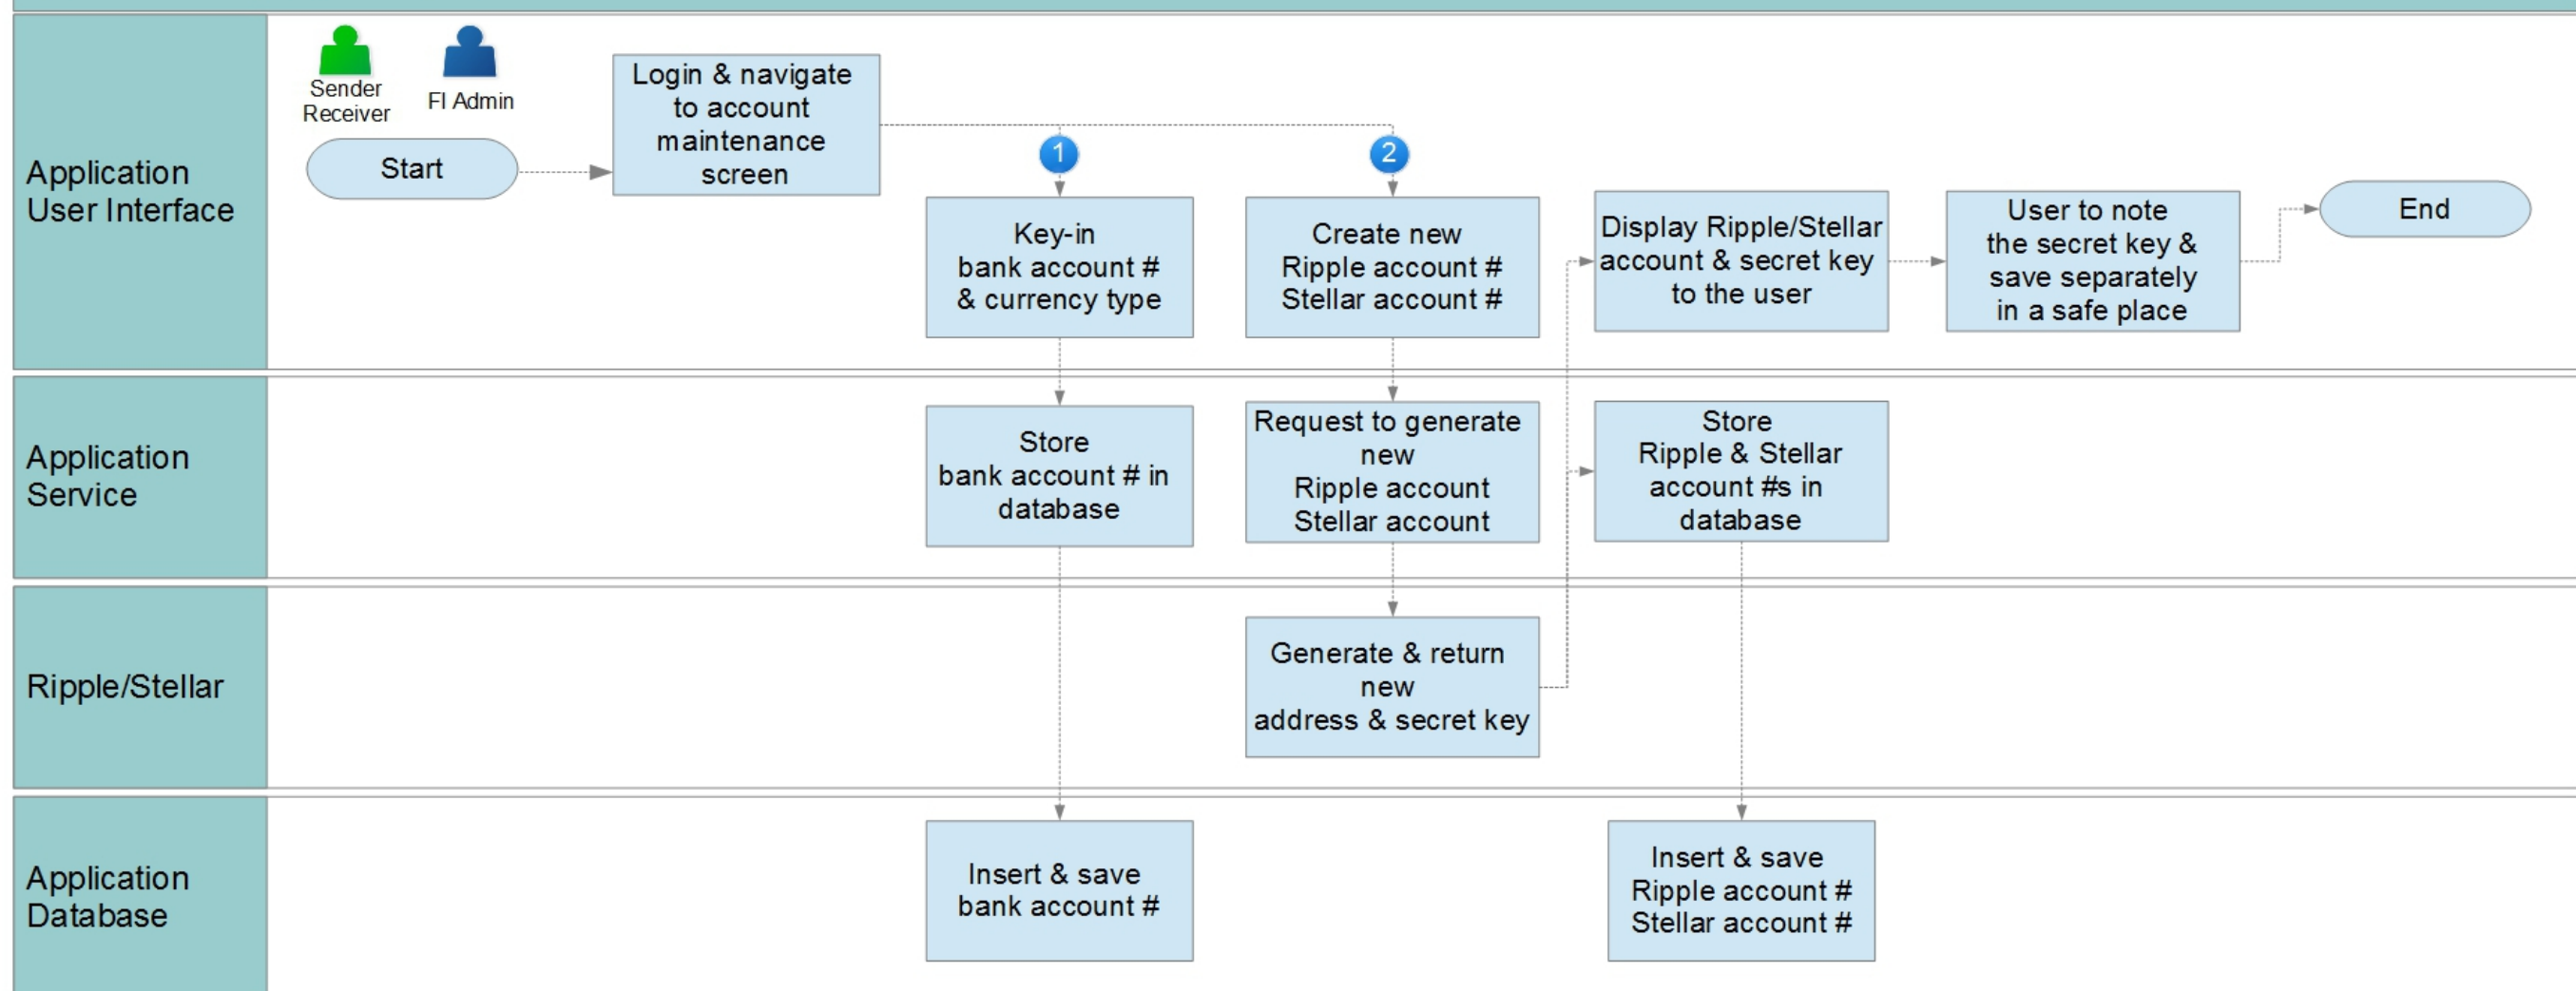 Sender
Receiver
FI Admin
Start
Login & navigate
to account
maintenance
screen
1
2
Application
User Interface
Key-in
bank account #
& currency type
Create new
Ripple account #
Stellar account #
Display Ripple/Stellar
account & secret key
to the user
User to note
the secret key &
save separately
in a safe place
End
Application
Service
Store
bank account # in
database
Request to generate
new
Ripple account
Stellar account
Store
Ripple & Stellar
account #s in
database
Ripple/Stellar
Generate & return
new
address & secret key
Application
Database
Insert & save
bank account #
Insert & save
Ripple account #
Stellar account #